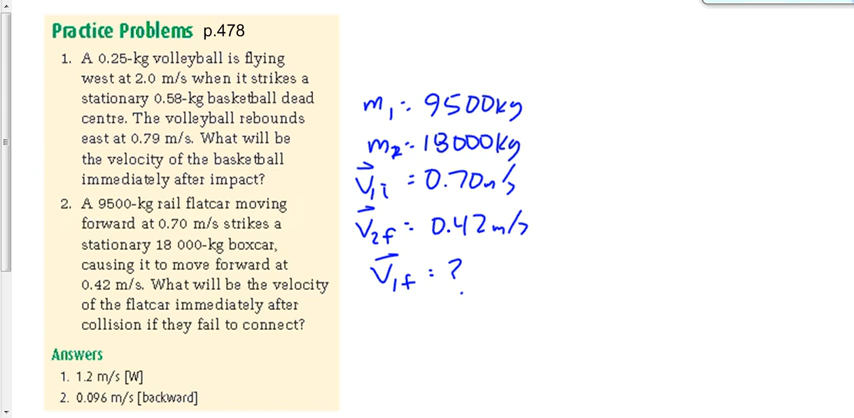 Practice Problems p.478
1. A 0.25-kg volleyball is flying
west at 2.0 m/s when it strikes a
stationary 0.58-kg basketball dead
centre. The volleyball rebounds
east at 0.79 m/s. What will be
the velocity of the basketball
immediately after impact?
2. A 9500-kg rail flatcar moving
forward at 0.70 m/s strikes a
stationary 18 000-kg boxcar,
causing it to move forward at
0.42 m/s. What will be the velocity
of the flatcar immediately after
collision if they fail to connect?
Answers
1. 1.2 m/s [W]
2. 0.096 m/s [backward]
m₁ = 9500kg
m₂ = 18000kg
V⃗₁ᵢ = 0.70m/s
V⃗₂f = 0.42m/s
V⃗₁f = ?